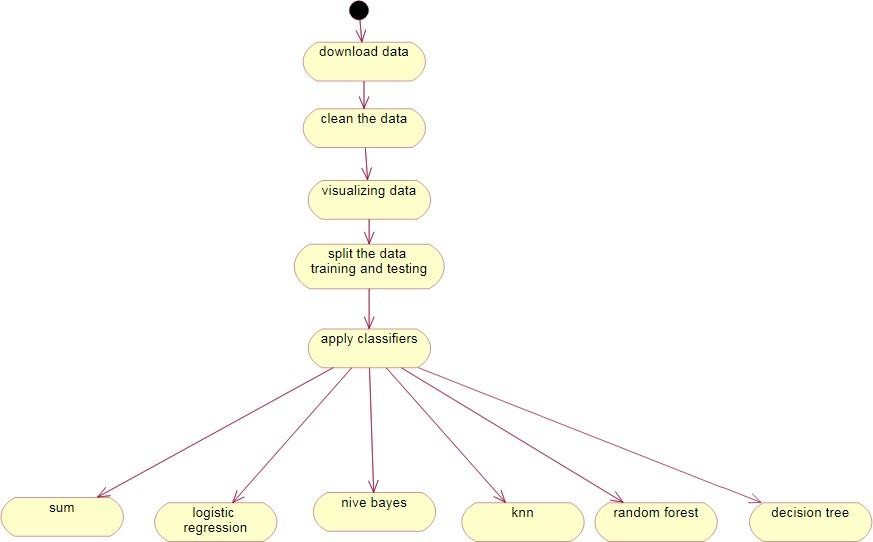 download data
clean the data
visualizing data
split the data
training and testing
apply classifiers
sum
logistic
regression
nive bayes
knn
random forest
decision tree